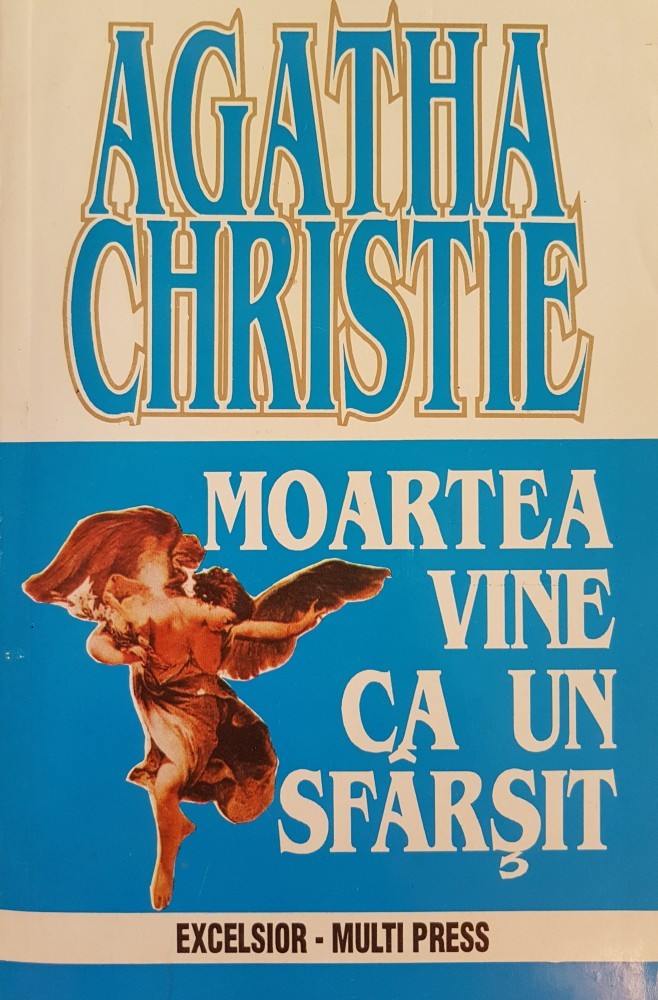 AGATHA
CHRISTIE
MOARTEA
VINE
CA UN
SFÂRŞIT
EXCELSIOR - MULTI PRESS